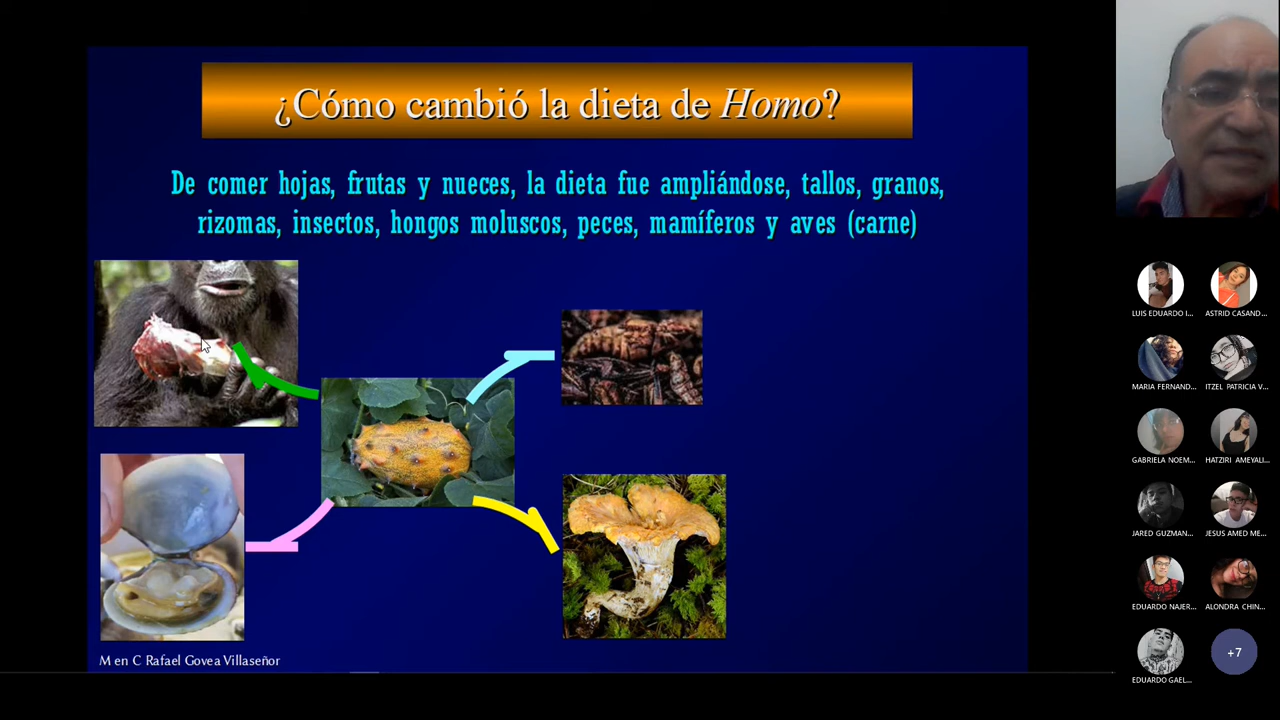 ¿Cómo cambió la dieta de Homo?
De comer hojas, frutas y nueces, la dieta fue ampliándose, tallos, granos,
rizomas, insectos, hongos moluscos, peces, mamíferos y aves (carne)
M en C Rafael Govea Villaseñor
LUIS EDUARDO I...
ASTRID CASAND...
MARIA FERNAND...
ITZEL PATRICIA V...
GABRIELA NOEM...
HATZIRI AMEYALI...
JARED GUZMAN...
JESUS AMED ME...
EDUARDO NAJER...
ALONDRA CHIN...
EDUARDO GAEL...
+7